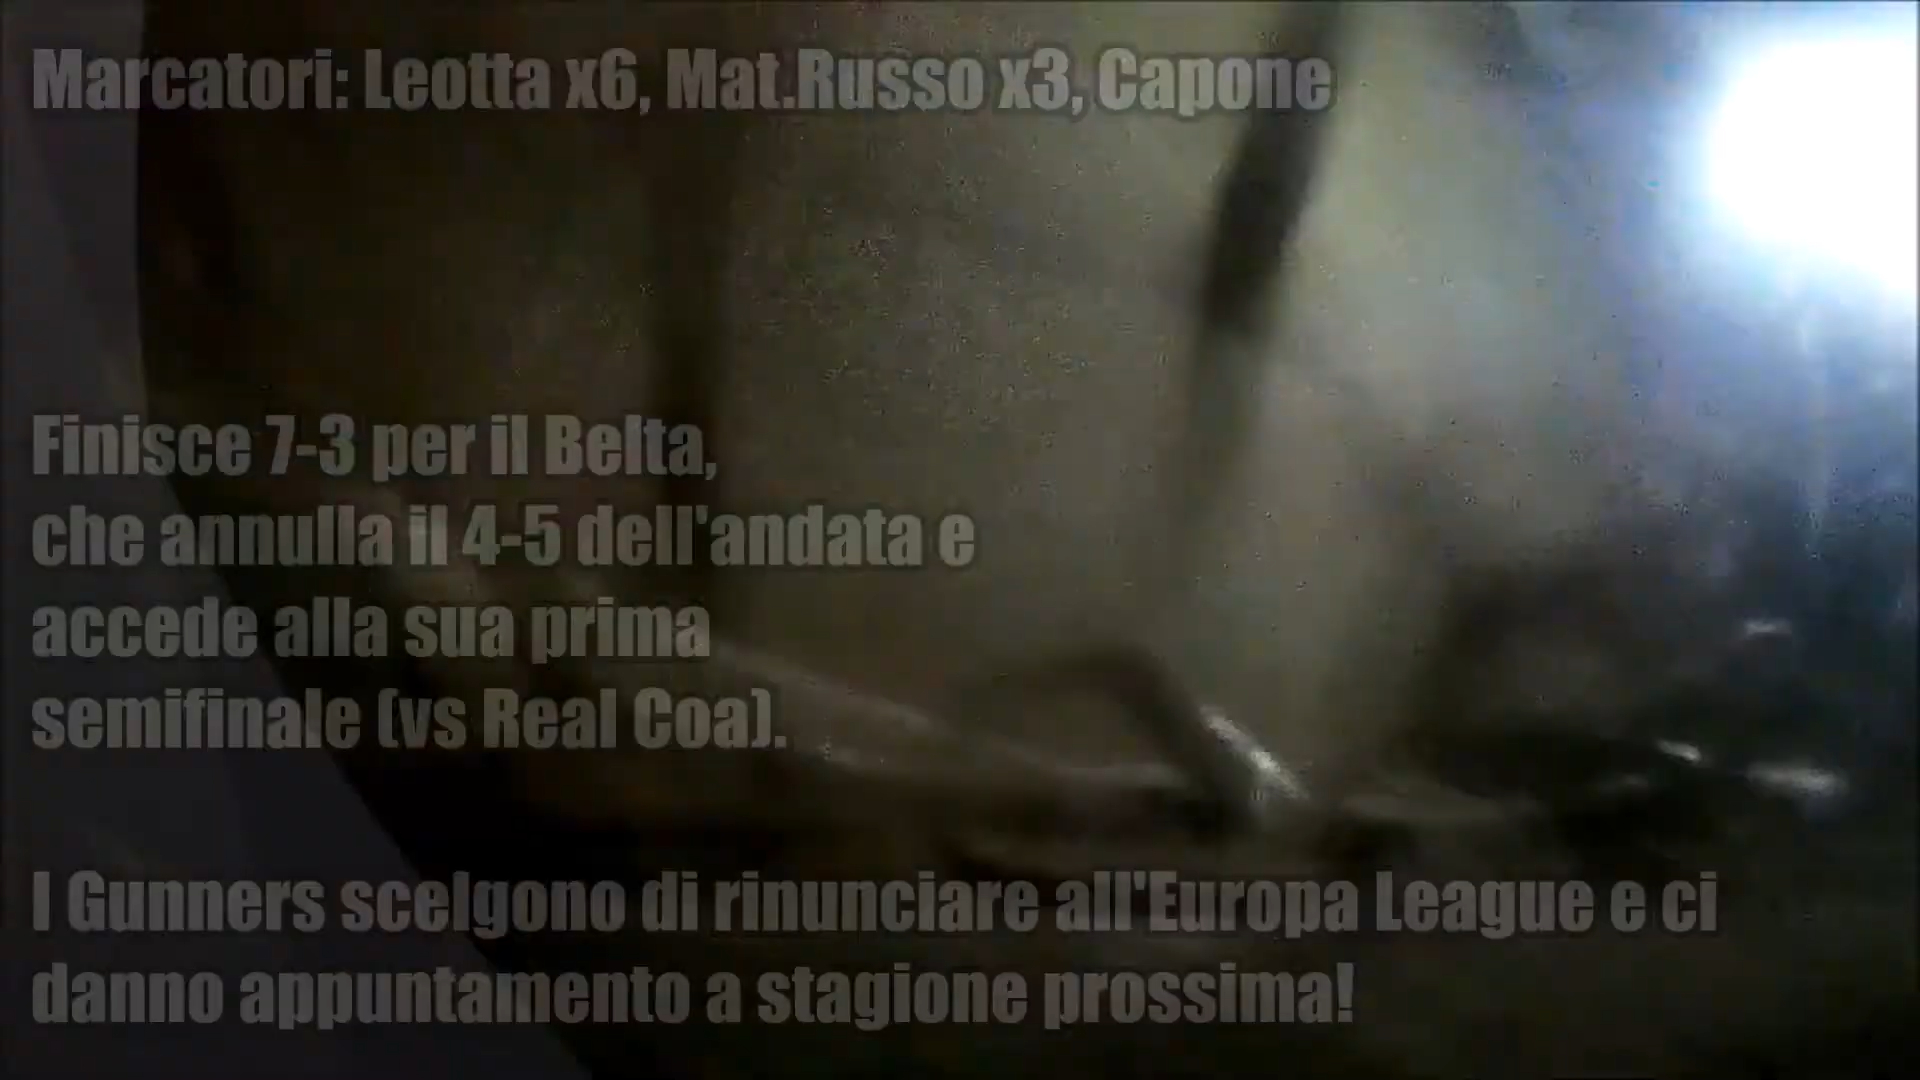 Marcatori: Leotta x6, Mat.Russo x3, Capone
Finisce 7-3 per il Belta,
che annulla il 4-5 dell'andata e
accede alla sua prima
semifinale (vs Real Coa).
I Gunners scelgono di rinunciare all'Europa League e ci
danno appuntamento a stagione prossima!